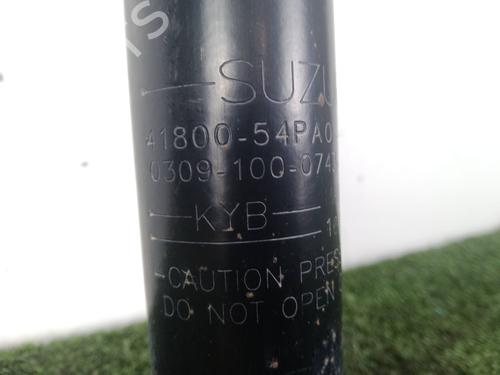 SUZU
41800-54PA0
0309-100-074
KYB
-CAUTION PRES
DO NOT OPEN